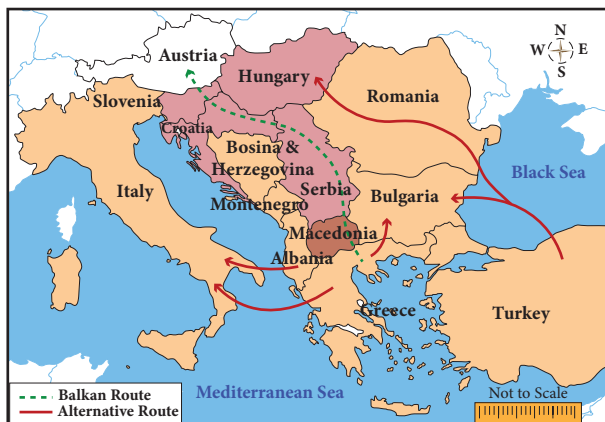 N
W E
S
Austria
Hungary
Slovenia
Romania
Croatia
Bosina &
Herzegovina
Black Sea
Italy
Serbia
Bulgaria
Montenegro
Macedonia
Albania
Greece
Turkey
Mediterranean Sea
Not to Scale
Balkan Route
Alternative Route